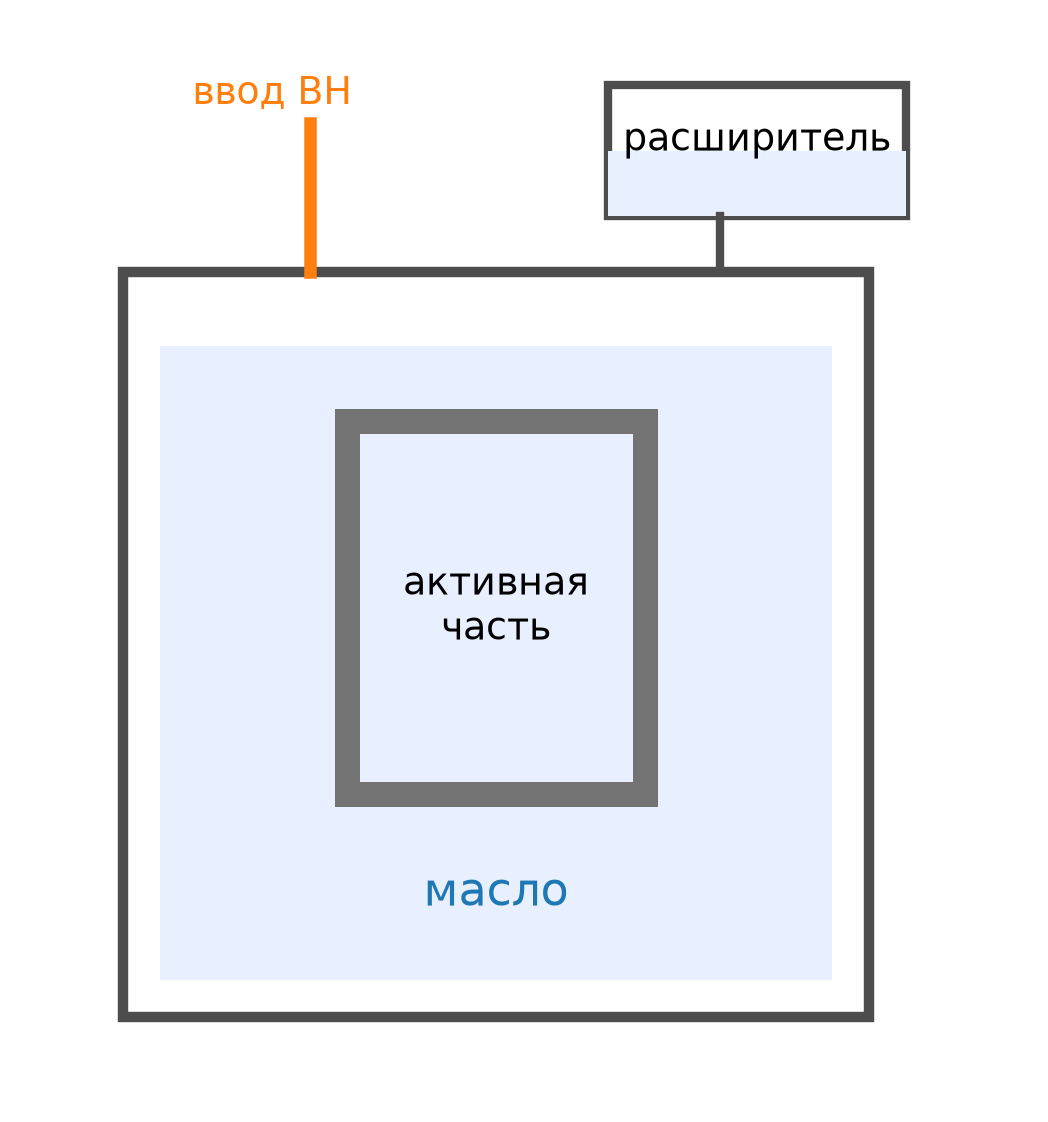 ввод ВН
расширитель
активная
часть
масло